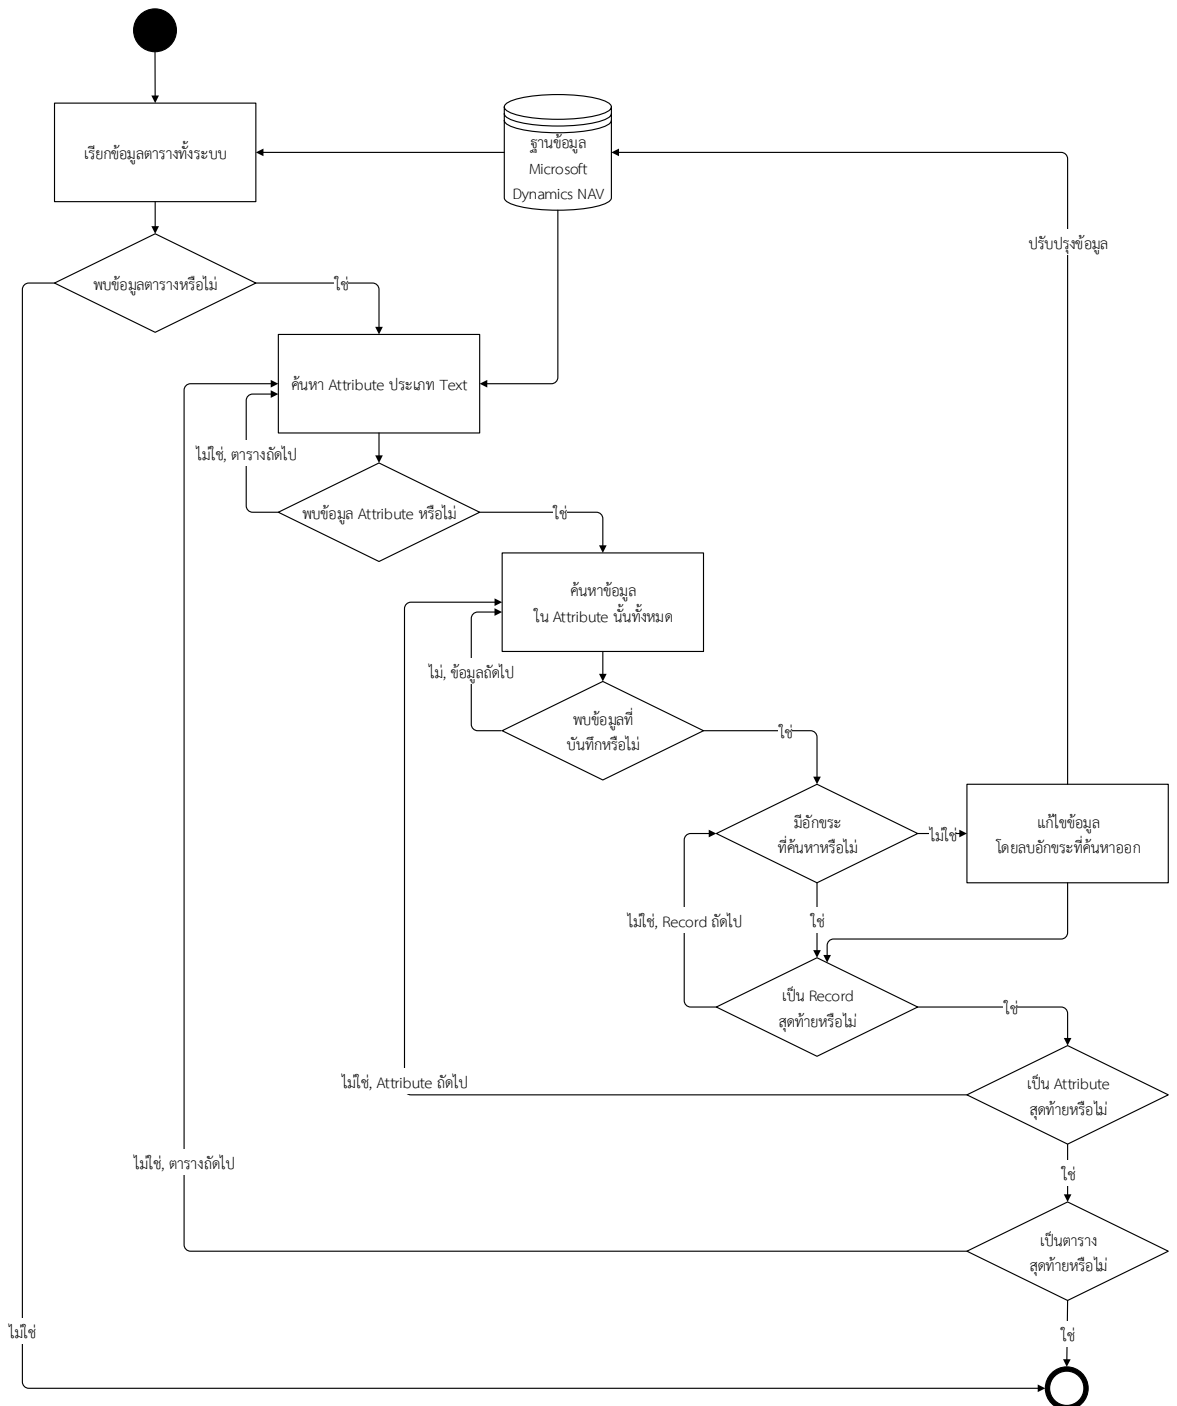 เรียกข้อมูลตารางทั้งระบบ
ฐานข้อมูล
Microsoft
Dynamics NAV
ปรับปรุงข้อมูล
พบข้อมูลตารางหรือไม่
ใช่
ค้นหา Attribute ประเภท Text
ไม่ใช่, ตารางถัดไป
พบข้อมูล Attribute หรือไม่
ใช่
ค้นหาข้อมูล
ใน Attribute นั้นทั้งหมด
ไม่, ข้อมูลถัดไป
พบข้อมูลที่
บันทึกหรือไม่
ใช่
มีอักขระ
ที่ค้นหาหรือไม่
ไม่ใช่
แก้ไขข้อมูล
โดยลบอักขระที่ค้นหาออก
ไม่ใช่, Record ถัดไป
ใช่
เป็น Record
สุดท้ายหรือไม่
ใช่
ไม่ใช่, Attribute ถัดไป
เป็น Attribute
สุดท้ายหรือไม่
ไม่ใช่, ตารางถัดไป
ใช่
เป็นตาราง
สุดท้ายหรือไม่
ไม่ใช่
ใช่